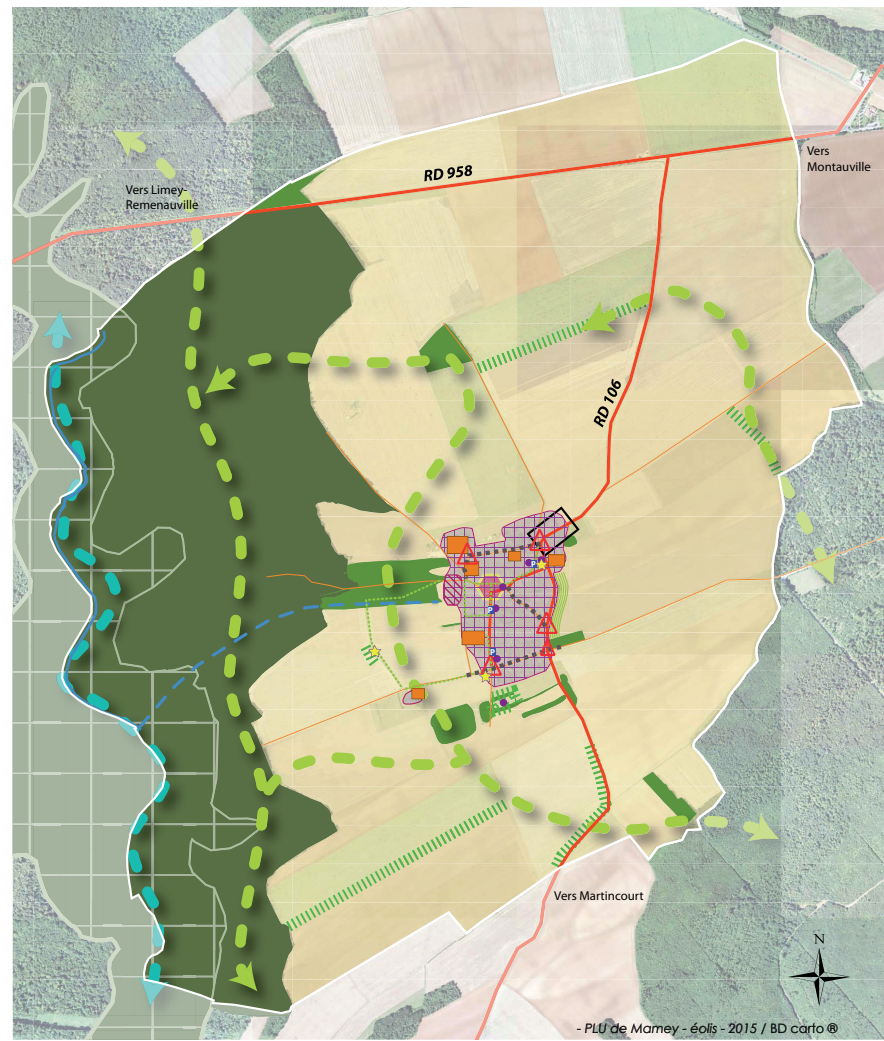 RD 958
Vers
Montauville
Vers Limey-
Remenauville
RD 106
P
P
P
Vers Martincourt
N
- PLU de Mamey - éolis - 2015 / BD carto ®